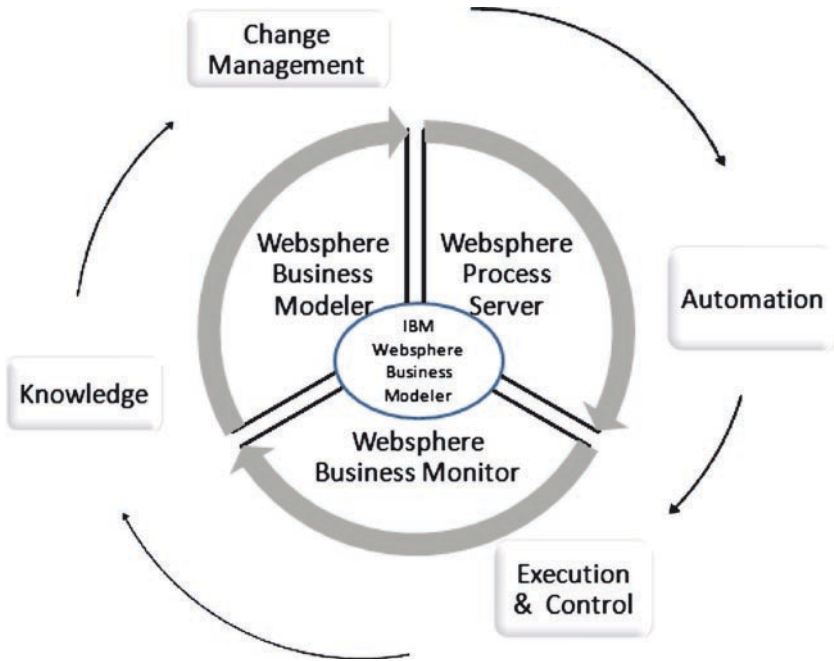 Change
Management
Websphere
Business
Modeler
Websphere
Process
Server
Automation
IBM
Websphere
Business
Modeler
Knowledge
Websphere
Business Monitor
Execution
& Control